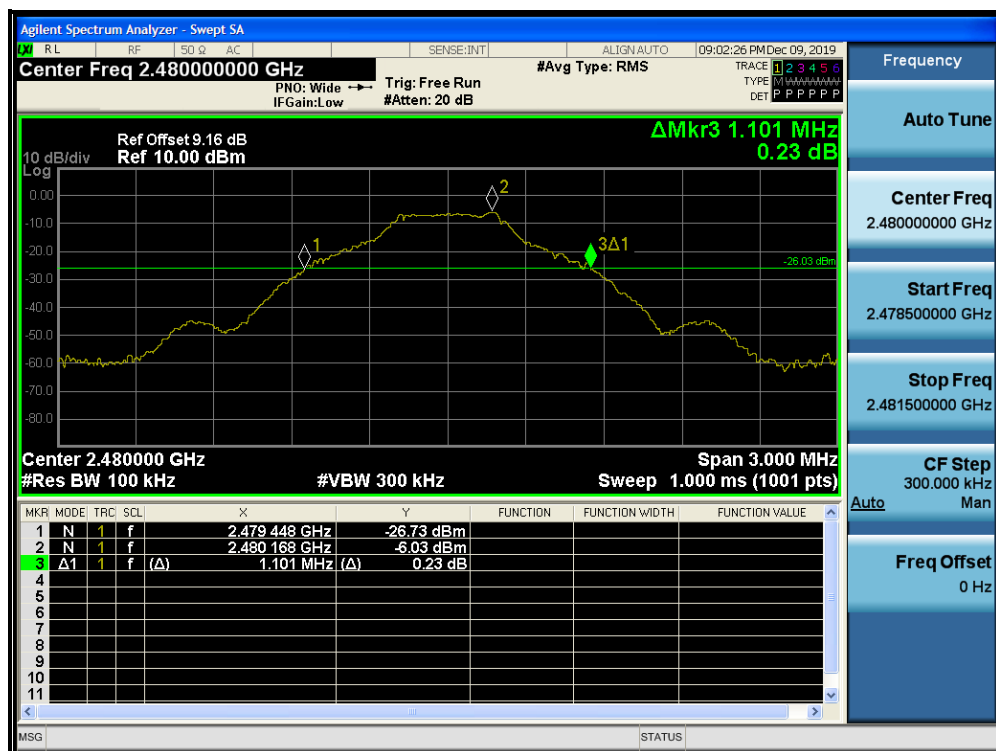 Agilent Spectrum Analyzer - Swept SA
LXI RL RF 50 Ω AC SENSE:INT ALIGN AUTO 09:02:26 PM Dec 09, 2019
Center Freq 2.480000000 GHz #Avg Type: RMS TRACE 1 2 3 4 5 6
PNO: Wide Trig: Free Run TYPE M
IFGain:Low #Atten: 20 dB DET P P P P P P
Ref Offset 9.16 dB ΔMkr3 1.101 MHz
10 dB/div Ref 10.00 dBm 0.23 dB
Log
0.00
-10.0
-20.0
-30.0
-40.0
-50.0
-60.0
-70.0
-80.0
1
2
3Δ1
-26.03 dBm
Center 2.480000 GHz Span 3.000 MHz
#Res BW 100 kHz #VBW 300 kHz Sweep 1.000 ms (1001 pts)
MKR MODE TRC SCL X Y FUNCTION FUNCTION WIDTH FUNCTION VALUE
1 N 1 f 2.479 448 GHz -26.73 dBm
2 N 1 f 2.480 168 GHz -6.03 dBm
3 Δ1 1 f (Δ) 1.101 MHz (Δ) 0.23 dB
4
5
6
7
8
9
10
11
MSG STATUS
Frequency
Auto Tune
Center Freq
2.480000000 GHz
Start Freq
2.478500000 GHz
Stop Freq
2.481500000 GHz
CF Step
300.000 kHz
Auto Man
Freq Offset
0 Hz